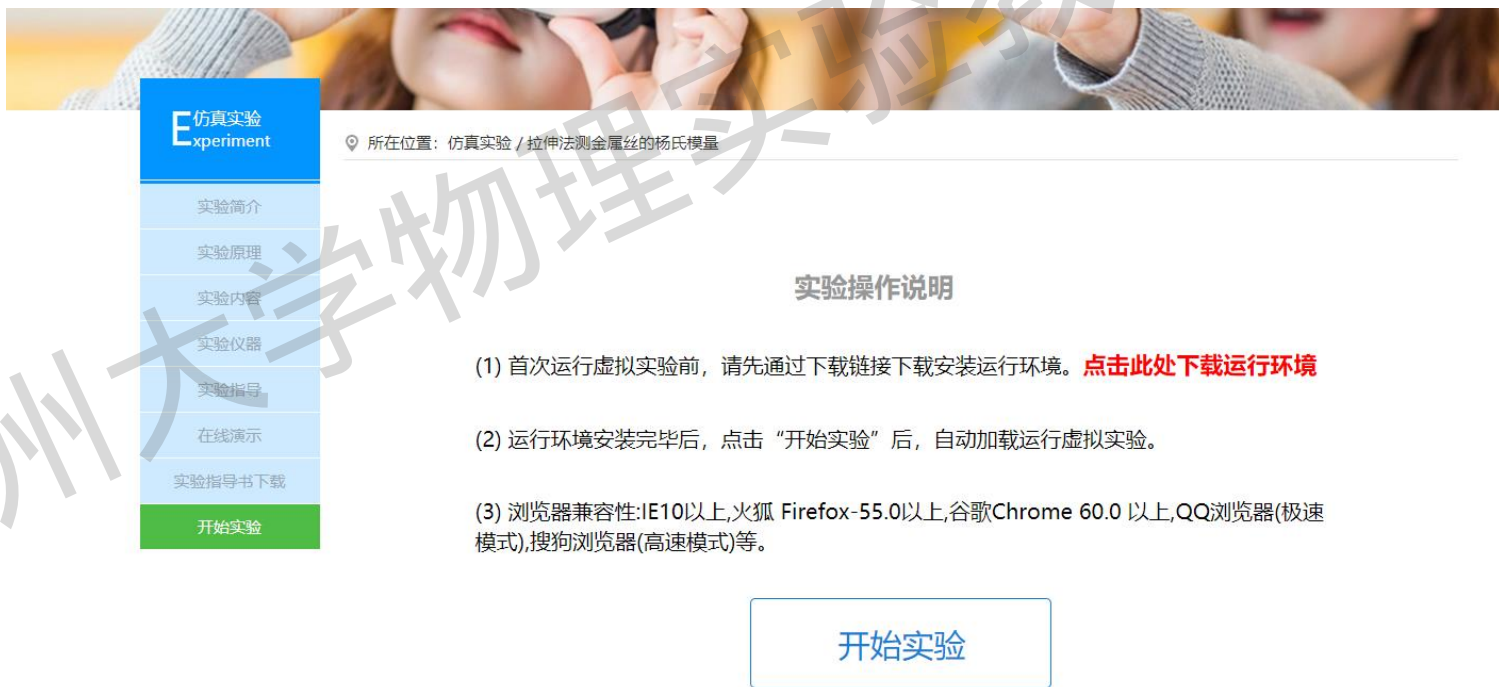 仿真实验
Experiment
所在位置：仿真实验 / 拉伸法测金属丝的杨氏模量
实验简介
实验原理
实验内容
实验仪器
实验指导
在线演示
实验指导书下载
开始实验
实验操作说明
(1) 首次运行虚拟实验前，请先通过下载链接下载安装运行环境。点击此处下载运行环境
(2) 运行环境安装完毕后，点击“开始实验”后，自动加载运行虚拟实验。
(3) 浏览器兼容性:IE10以上,火狐 Firefox-55.0以上,谷歌Chrome 60.0 以上,QQ浏览器(极速
模式),搜狗浏览器(高速模式)等。
开始实验
州大学物理实验教